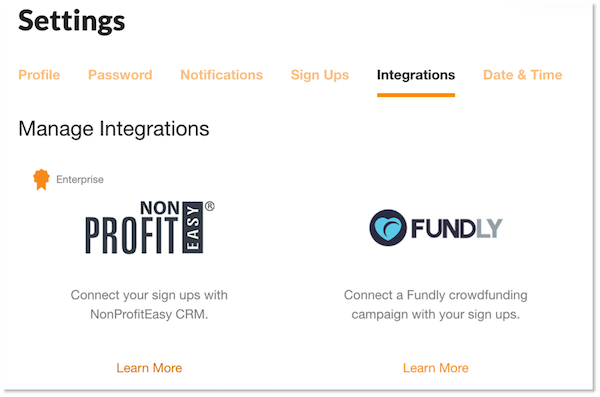 Settings
Profile Password Notifications Sign Ups Integrations Date & Time
Manage Integrations
Enterprise
NON
PROFIT EASY®
FUNDLY
Connect your sign ups with
NonProfitEasy CRM.
Connect a Fundly crowdfunding
campaign with your sign ups.
Learn More
Learn More